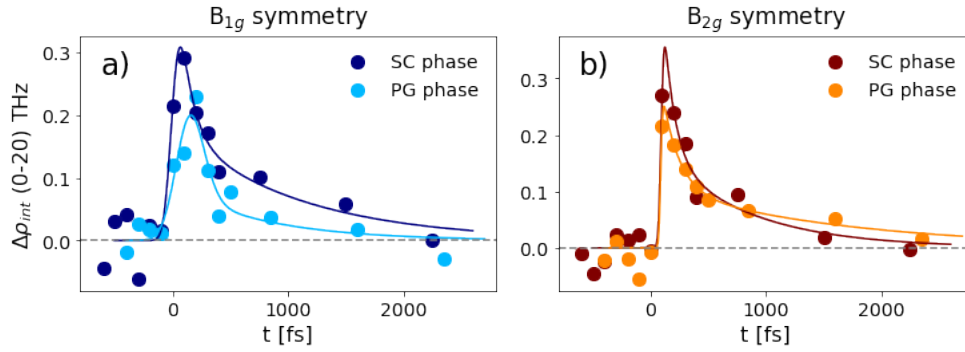 B1g symmetry
a)
SC phase
PG phase
Δρint (0-20) THz
0.3
0.2
0.1
0.0
0
1000
2000
t [fs]
B2g symmetry
b)
SC phase
PG phase
0.3
0.2
0.1
0.0
0
1000
2000
t [fs]